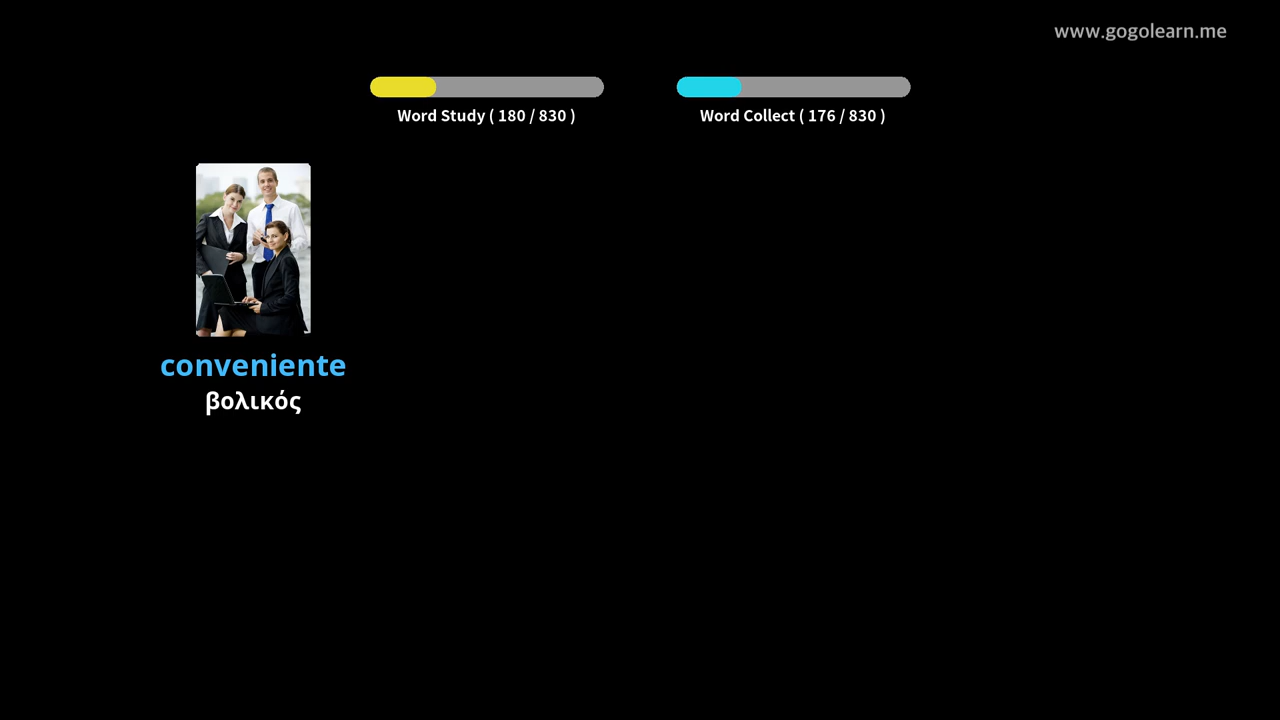 www.gogolearn.me
Word Study ( 180 / 830 )
Word Collect ( 176 / 830 )
conveniente
βολικός